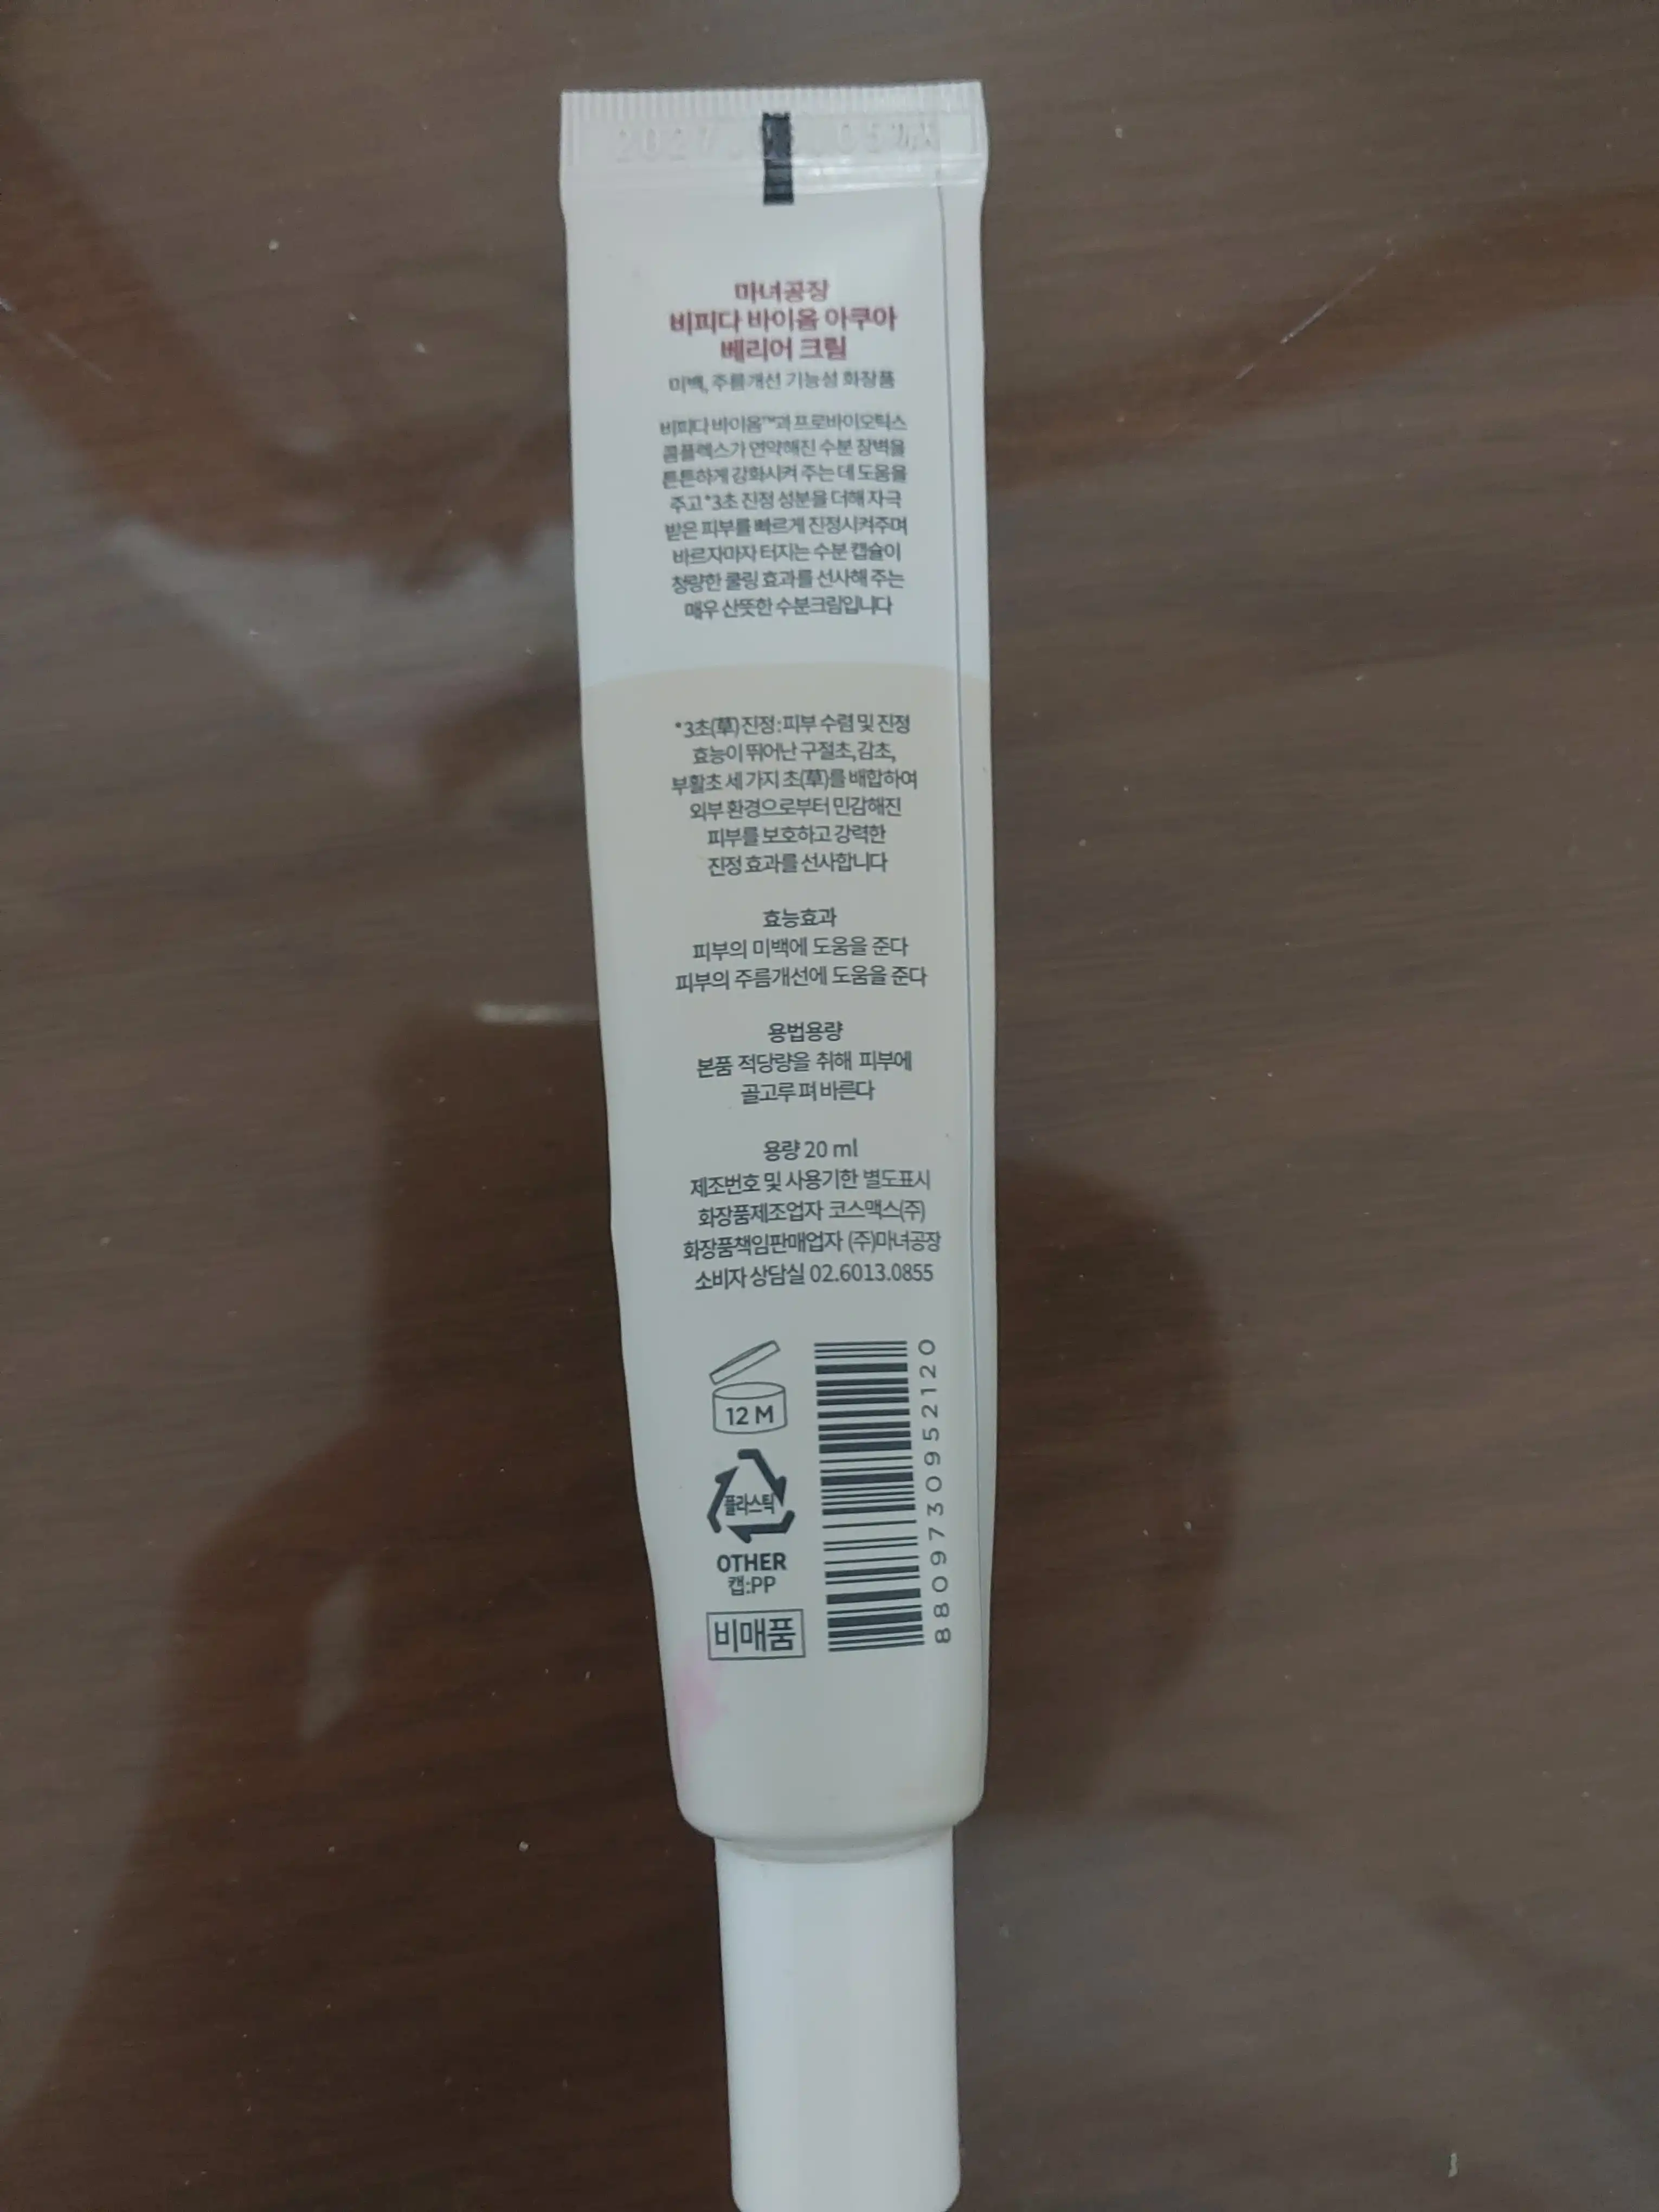 마녀공장
비피다 바이옴 아쿠아
베리어 크림
미백, 주름개선 기능성 화장품
비피다 바이옴™과 프로바이오틱스
콤플렉스가 연약해진 수분 장벽을
튼튼하게 강화시켜 주는 데 도움을
주고 *3초 진정 성분을 더해 자극
받은 피부를 빠르게 진정시켜주며
바르자마자 터지는 수분 캡슐이
청량한 쿨링 효과를 선사해 주는
매우 산뜻한 수분크림입니다
*3초(草)진정:피부 수렴 및 진정
효능이 뛰어난 구절초,감초,
부활초 세 가지 초(草)를 배합하여
외부 환경으로부터 민감해진
피부를 보호하고 강력한
진정 효과를 선사합니다
효능효과
피부의 미백에 도움을 준다
피부의 주름개선에 도움을 준다
용법용량
본품 적당량을 취해 피부에
골고루 펴 바른다
용량 20 ml
제조번호 및 사용기한 별도표시
화장품제조업자 코스맥스(주)
화장품책임판매업자 (주)마녀공장
소비자 상담실 02.6013.0855
12 M
플라스틱
OTHER
캡:PP
비매품
8809730952120